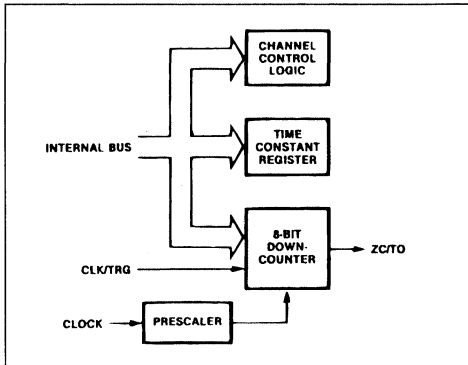 CHANNEL
CONTROL
LOGIC
INTERNAL BUS
TIME
CONSTANT
REGISTER
8-BIT
DOWN-
COUNTER
ZC/TO
CLK/TRG
CLOCK
PRESCALER